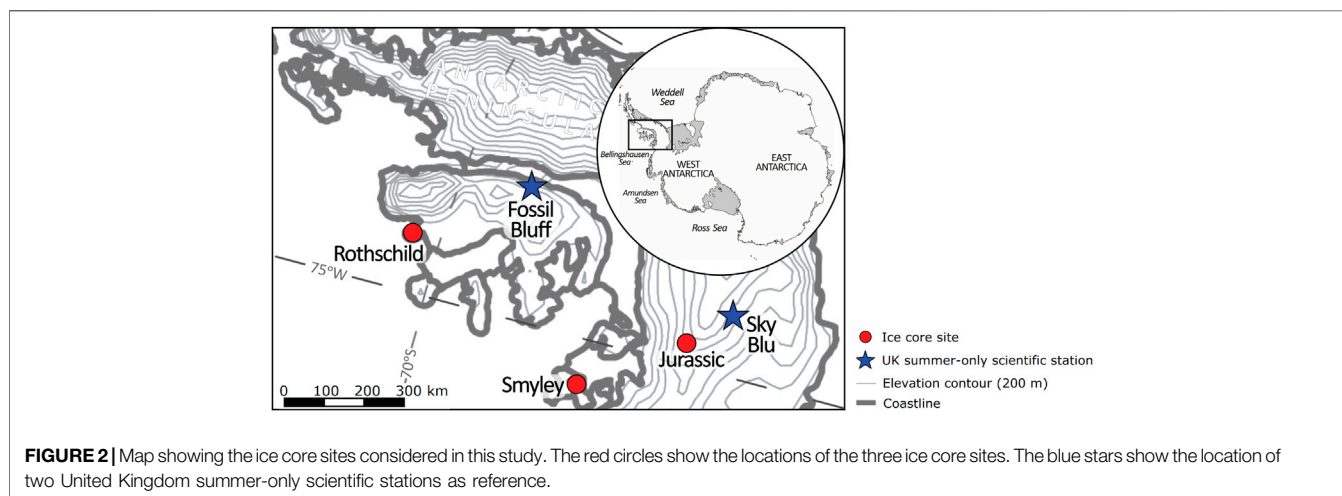 ANTARCTIC
PENINSULA
Weddell
Sea
Bellingshausen
Sea
WEST
ANTARCTICA
EAST
ANTARCTICA
Amundsen
Sea
Ross Sea
Fossil
Bluff
Rothschild
75°W
70°S
Sky
Blu
Jurassic
Smyley
0 100 200 300 km
Ice core site
UK summer-only scientific station
Elevation contour (200 m)
Coastline
FIGURE 2 | Map showing the ice core sites considered in this study. The red circles show the locations of the three ice core sites. The blue stars show the location of
two United Kingdom summer-only scientific stations as reference.